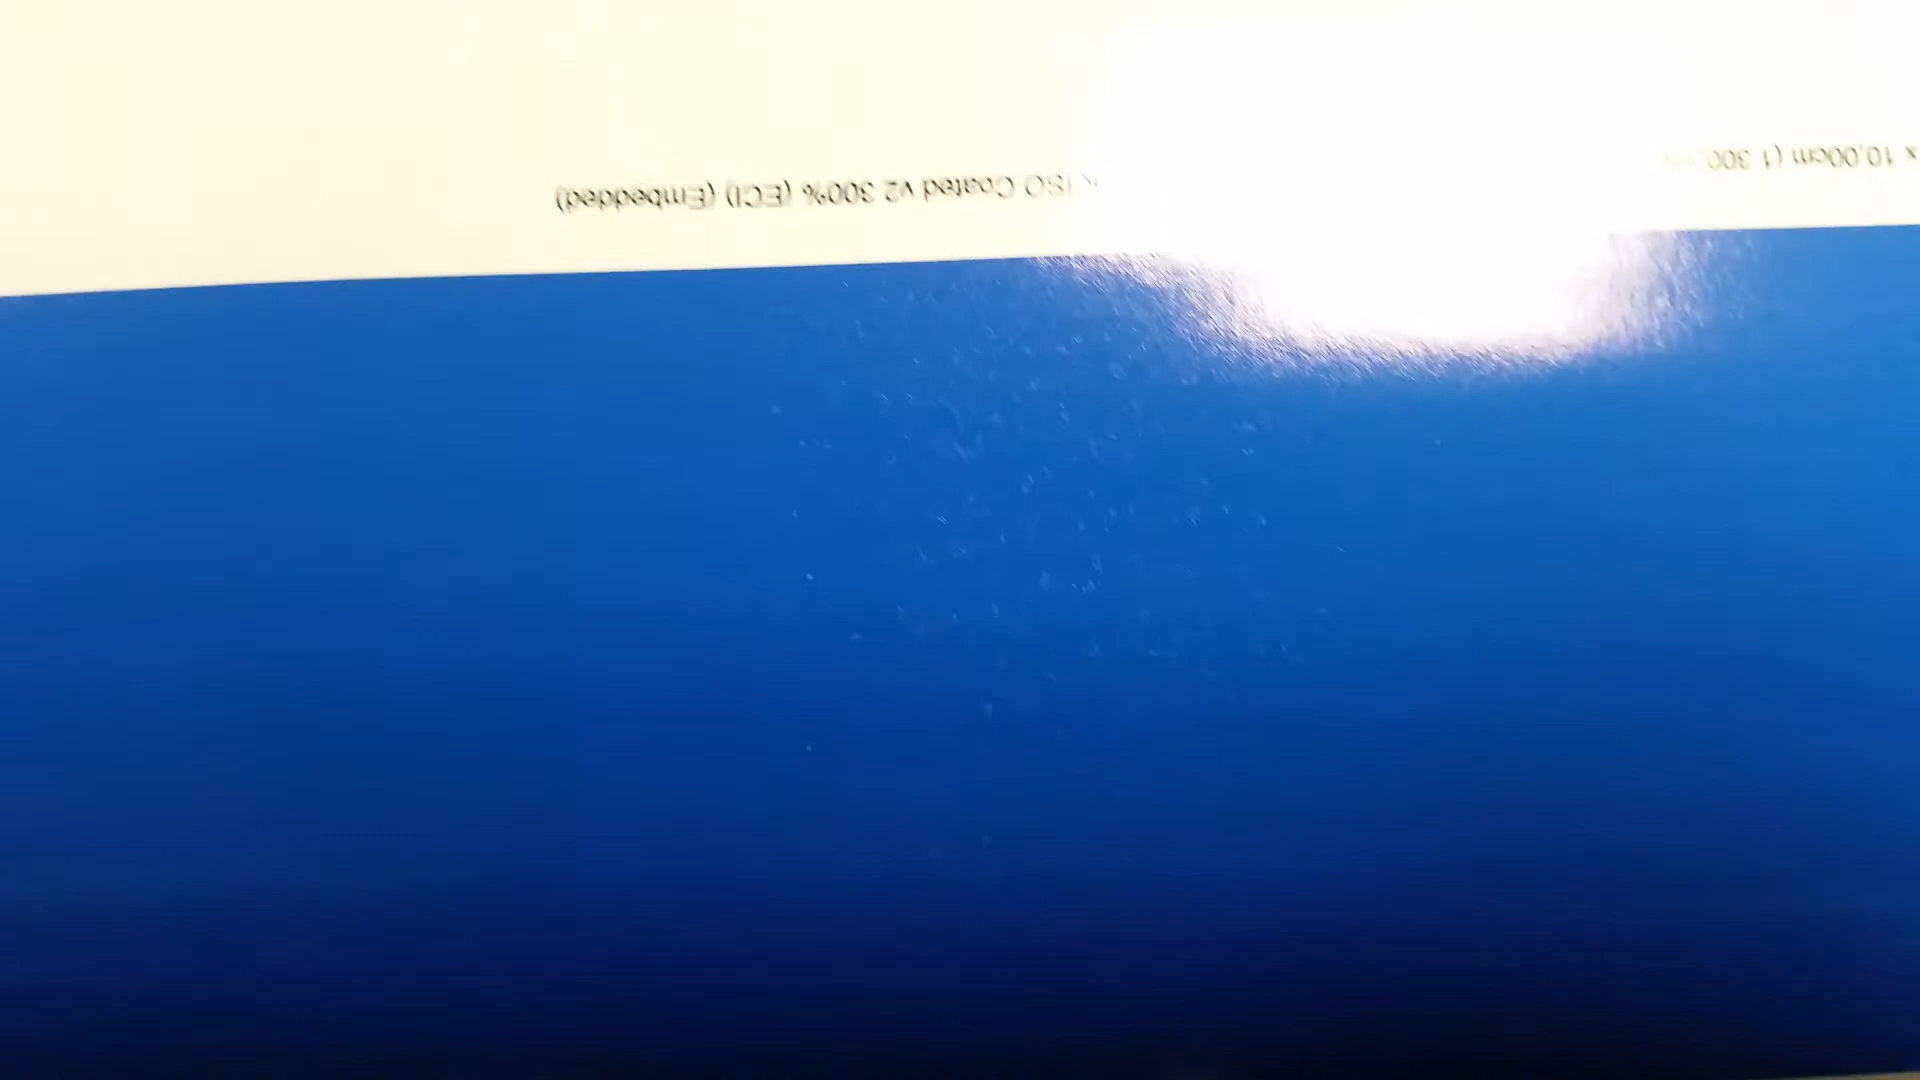 x 10,00cm (1 300
ISO Coated v2 300% (ECI) (Embedded)